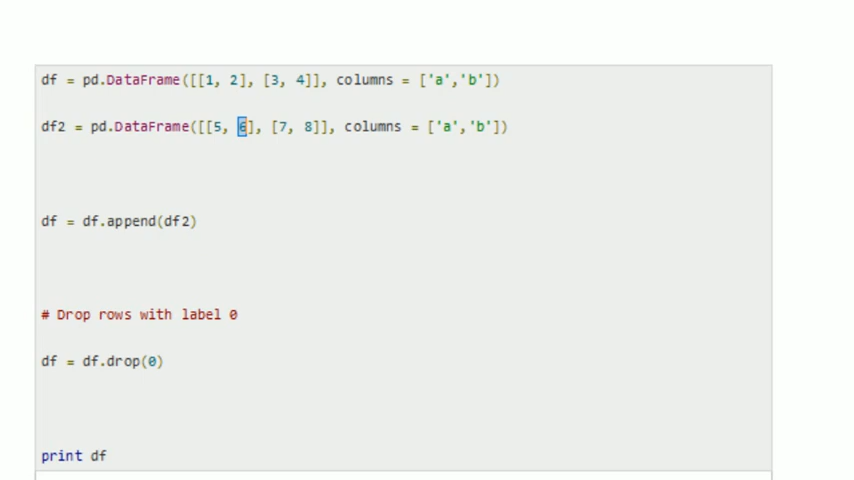 df = pd.DataFrame([[1, 2], [3, 4]], columns = ['a','b'])
df2 = pd.DataFrame([[5, 6], [7, 8]], columns = ['a','b'])
df = df.append(df2)
# Drop rows with label 0
df = df.drop(0)
print df